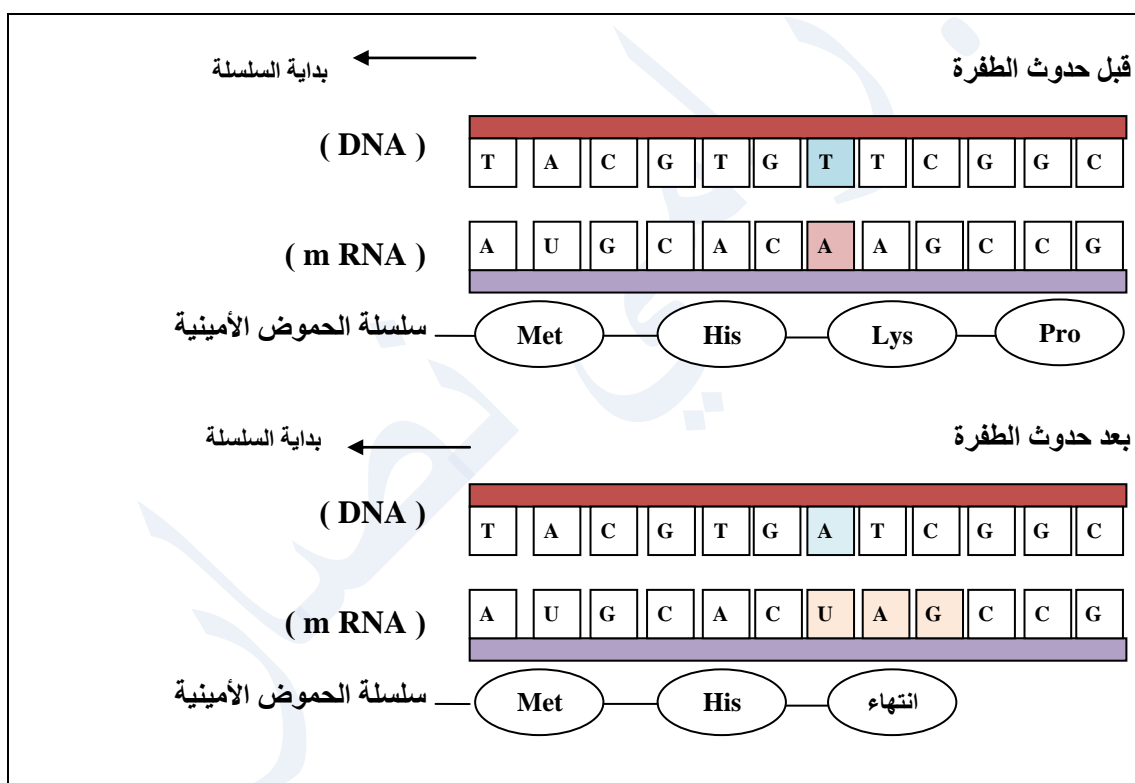 قبل حدوث الطفرة
بداية السلسلة
( DNA )
T A C G T G T T C G G C
( m RNA )
A U G C A C A A G C C G
سلسلة الحموض الأمينية
Met His Lys Pro
بعد حدوث الطفرة
بداية السلسلة
( DNA )
T A C G T G A T C G G C
( m RNA )
A U G C A C U A G C C G
سلسلة الحموض الأمينية
Met His انتهاء